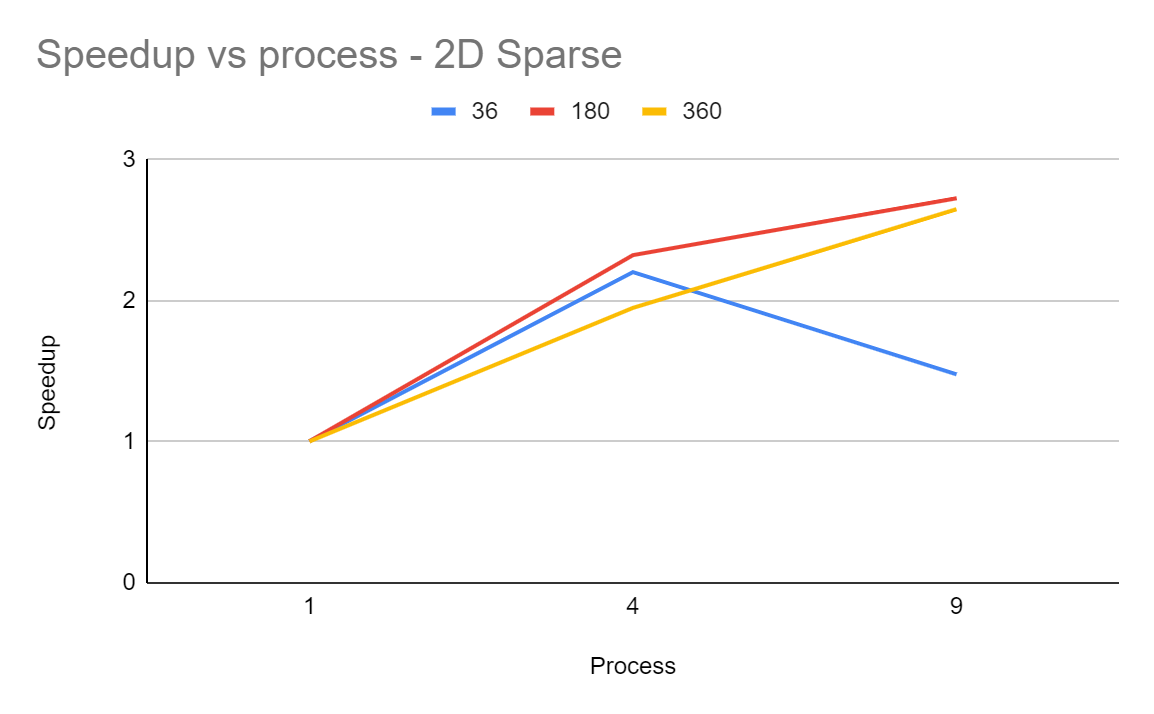 Speedup vs process - 2D Sparse
36 180 360
3
2
1
0
Speedup
1 4 9
Process